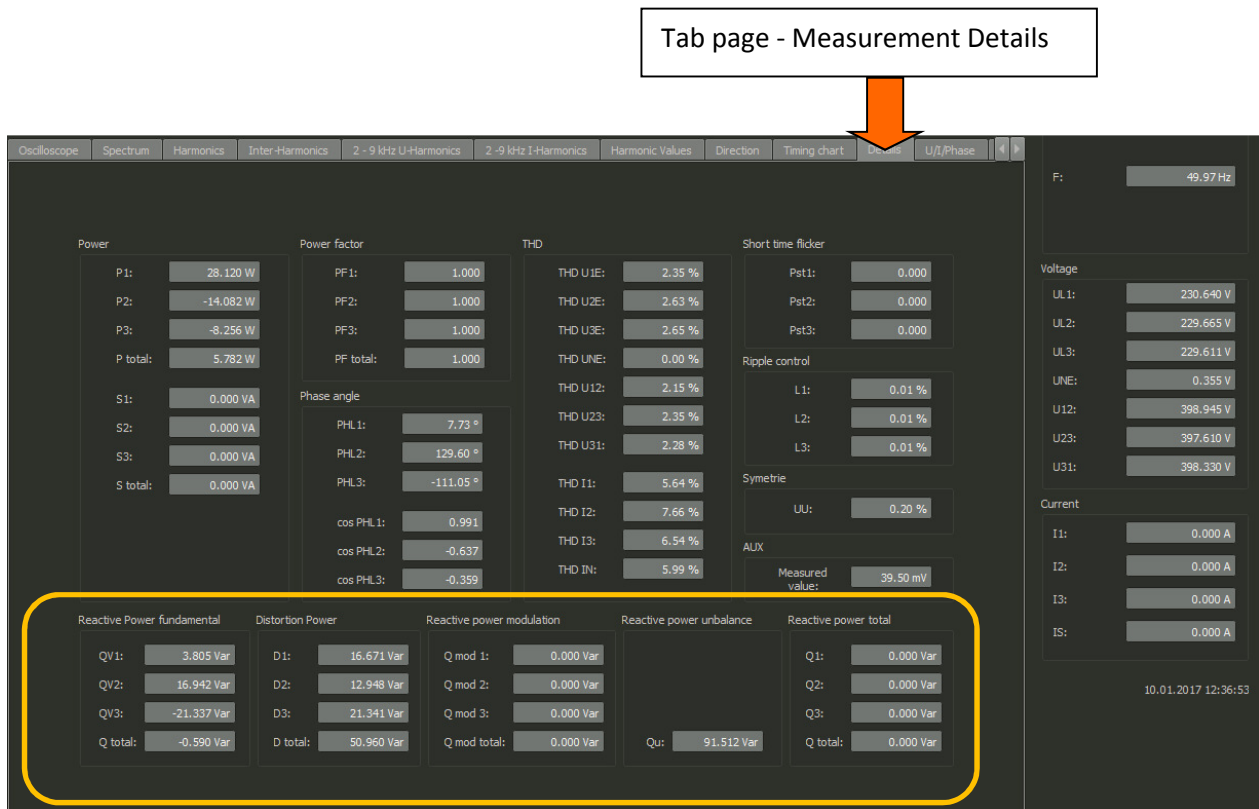 Tab page - Measurement Details
Oscilloscope Spectrum Harmonics Inter-Harmonics 2 - 9 kHz U-Harmonics 2 -9 kHz I-Harmonics Harmonic Values Direction Timing chart Details U/I/Phase
Power
P1: 28.120 W
P2: -14.082 W
P3: -8.256 W
P total: 5.782 W
S1: 0.000 VA
S2: 0.000 VA
S3: 0.000 VA
S total: 0.000 VA
Power factor
PF1: 1.000
PF2: 1.000
PF3: 1.000
PF total: 1.000
Phase angle
PHL1: 7.73 °
PHL2: 129.60 °
PHL3: -111.05 °
cos PHL1: 0.991
cos PHL2: -0.637
cos PHL3: -0.359
THD
THD U1E: 2.35 %
THD U2E: 2.63 %
THD U3E: 2.65 %
THD UNE: 0.00 %
THD U12: 2.15 %
THD U23: 2.35 %
THD U31: 2.28 %
THD I1: 5.64 %
THD I2: 7.66 %
THD I3: 6.54 %
THD IN: 5.99 %
Short time flicker
Pst1: 0.000
Pst2: 0.000
Pst3: 0.000
Ripple control
L1: 0.01 %
L2: 0.01 %
L3: 0.01 %
Symetrie
UU: 0.20 %
AUX
Measured
value: 39.50 mV
Reactive Power fundamental
QV1: 3.805 Var
QV2: 16.942 Var
QV3: -21.337 Var
Q total: -0.590 Var
Distortion Power
D1: 16.671 Var
D2: 12.948 Var
D3: 21.341 Var
D total: 50.960 Var
Reactive power modulation
Q mod 1: 0.000 Var
Q mod 2: 0.000 Var
Q mod 3: 0.000 Var
Q mod total: 0.000 Var
Reactive power unbalance
Qu: 91.512 Var
Reactive power total
Q1: 0.000 Var
Q2: 0.000 Var
Q3: 0.000 Var
Q total: 0.000 Var
F: 49.97 Hz
Voltage
UL1: 230.640 V
UL2: 229.665 V
UL3: 229.611 V
UNE: 0.355 V
U12: 398.945 V
U23: 397.610 V
U31: 398.330 V
Current
I1: 0.000 A
I2: 0.000 A
I3: 0.000 A
IS: 0.000 A
10.01.2017 12:36:53